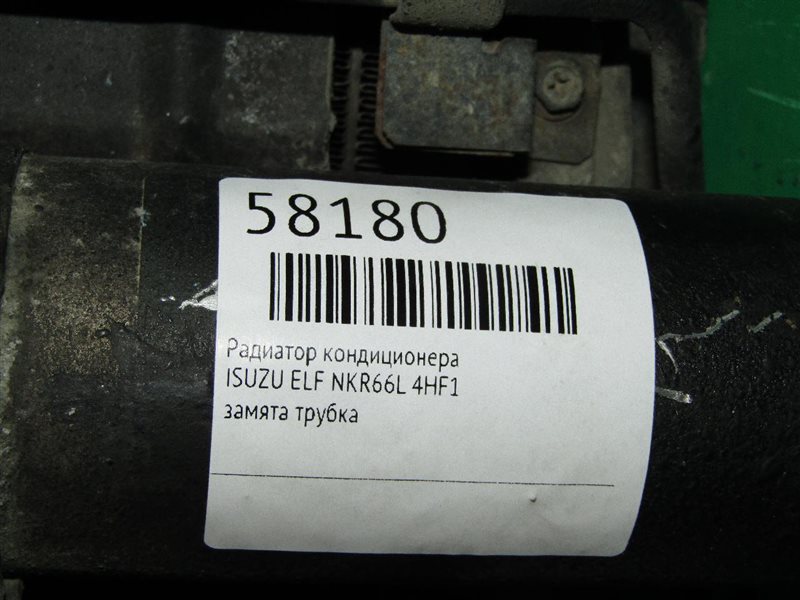 58180
Радиатор кондиционера
ISUZU ELF NKR66L 4HF1
замята трубка